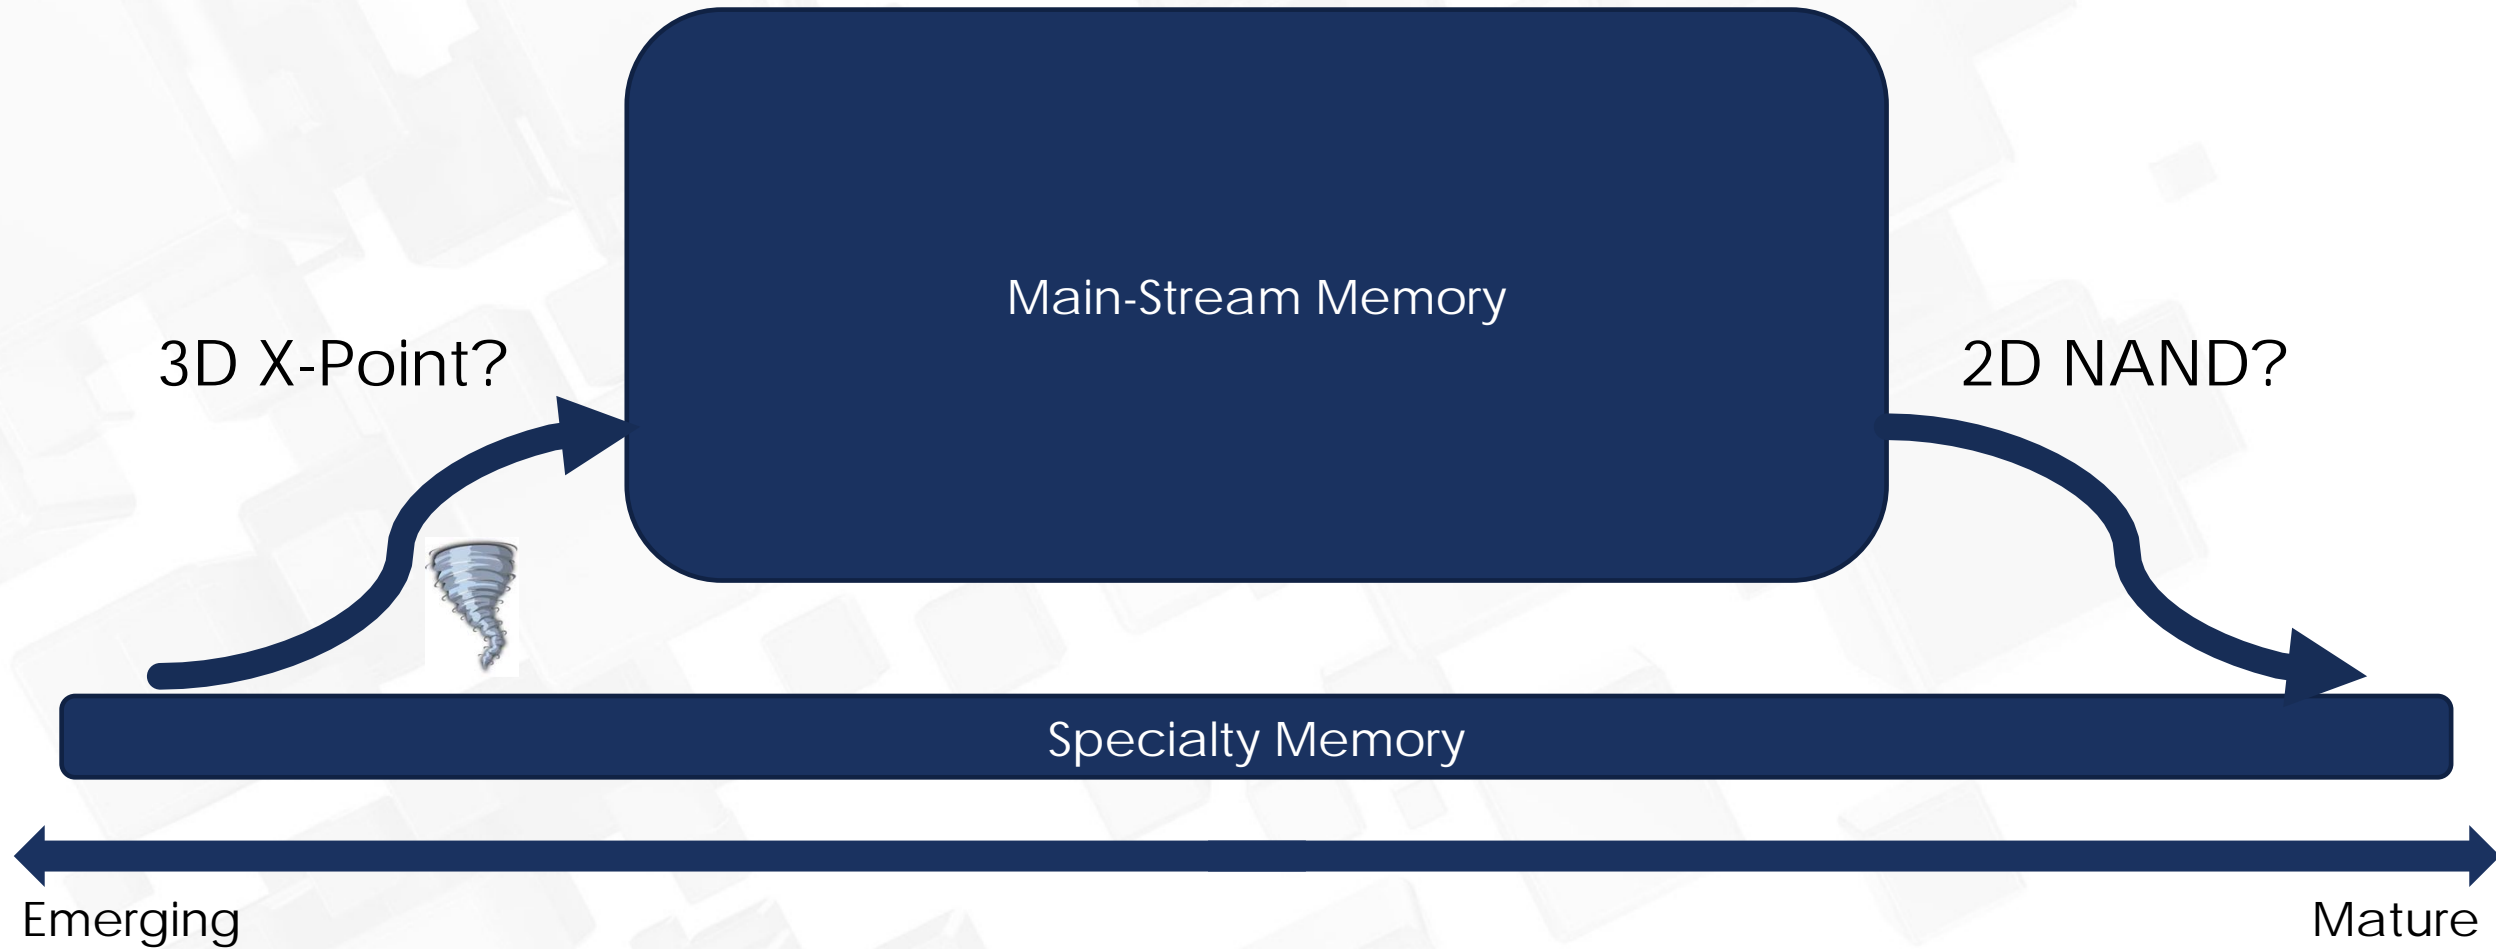 Main-Stream Memory
3D X-Point?
2D NAND?
Specialty Memory
Emerging
Mature